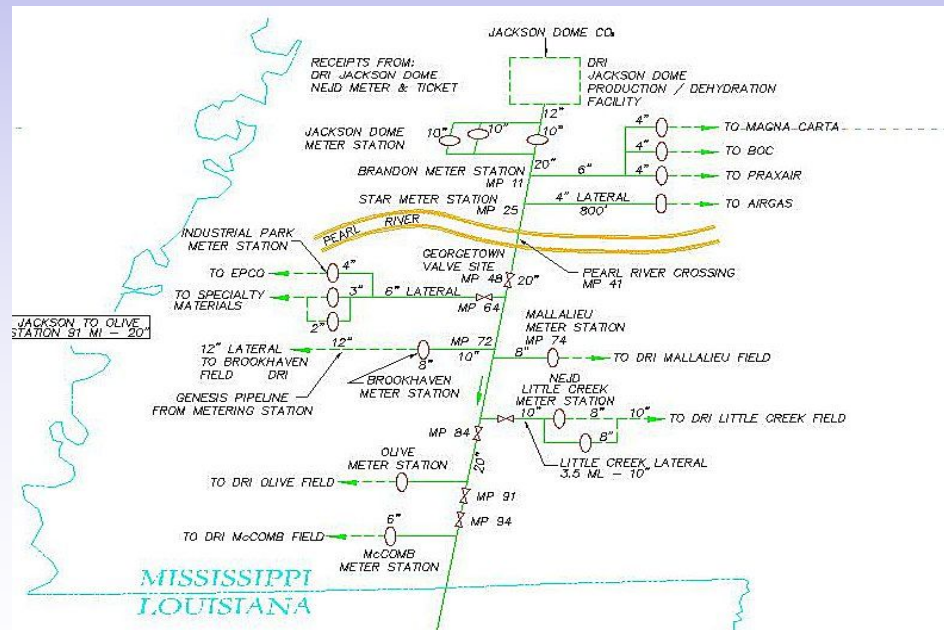 JACKSON DOME CO₂
RECEIPTS FROM:
DRI JACKSON DOME
NEJD METER & TICKET
DRI
JACKSON DOME
PRODUCTION / DEHYDRATION
FACILITY
12"
JACKSON DOME
METER STATION
10"
10"
10"
4"
TO MAGNA CARTA
4"
TO BOC
20"
BRANDON METER STATION
MP 11
6"
4"
TO PRAXAIR
STAR METER STATION
MP 25
4" LATERAL
800'
TO AIRGAS
PEARL RIVER
INDUSTRIAL PARK
METER STATION
GEORGETOWN
VALVE SITE
MP 48
20"
PEARL RIVER CROSSING
MP 41
TO EPCO
4"
TO SPECIALTY
MATERIALS
3"
6" LATERAL
MP 64
2"
JACKSON TO OLIVE
STATION 91 MI - 20"
MALLALIEU
METER STATION
MP 74
12" LATERAL
TO BROOKHAVEN
FIELD DRI
12"
MP 72
10"
8"
8"
TO DRI MALLALIEU FIELD
GENESIS PIPELINE
FROM METERING STATION
BROOKHAVEN
METER STATION
NEJD
LITTLE CREEK
METER STATION
10"
8"
10"
TO DRI LITTLE CREEK FIELD
MP 84
8"
20"
LITTLE CREEK LATERAL
3.5 ML - 10"
OLIVE
METER STATION
TO DRI OLIVE FIELD
MP 91
MP 94
6"
TO DRI McCOMB FIELD
McCOMB
METER STATION
MISSISSIPPI
LOUISIANA